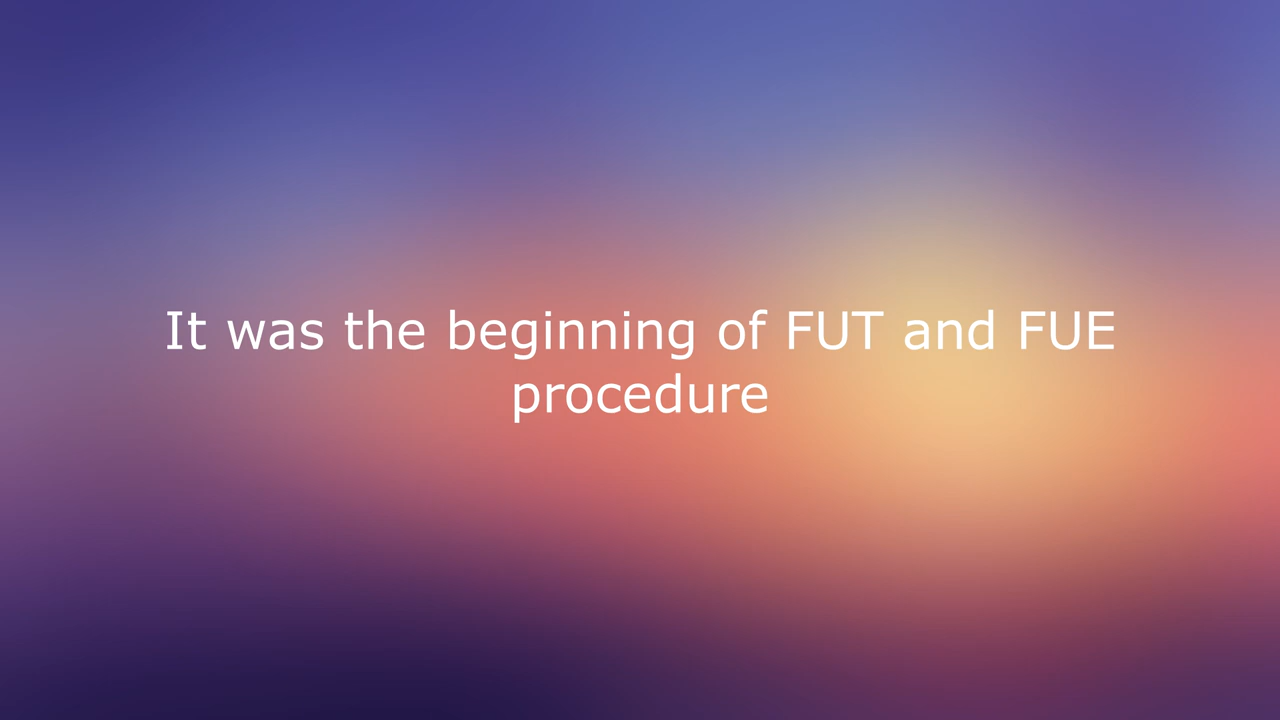 It was the beginning of FUT and FUE
procedure